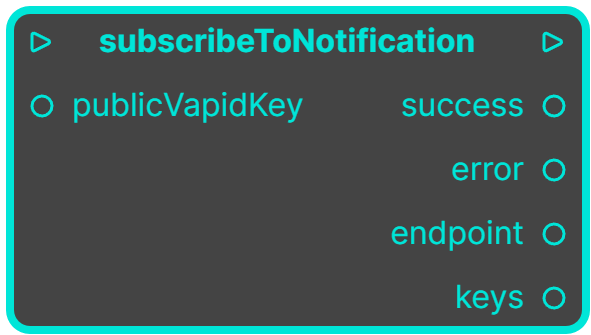 subscribeToNotification
publicVapidKey success
error
endpoint
keys